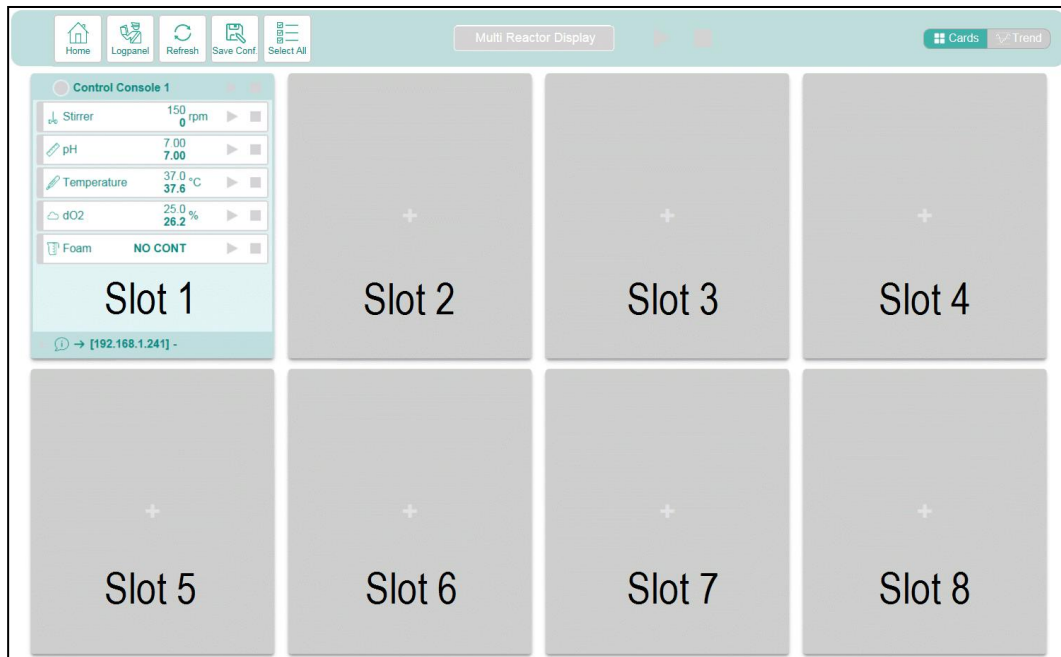 Home Logpanel Refresh Save Conf. Select All Multi Reactor Display Cards Trend
Control Console 1
Stirrer 150 rpm
0
pH 7.00
7.00
Temperature 37.0 °C
37.6
dO2 25.0 %
26.2
Foam NO CONT
Slot 1 Slot 2 Slot 3 Slot 4
→ [192.168.1.241] -
Slot 5 Slot 6 Slot 7 Slot 8